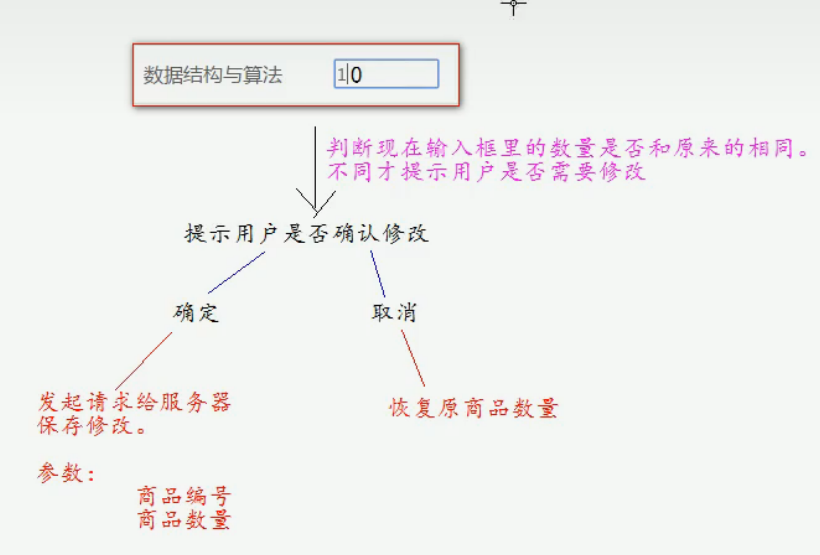 数据结构与算法
10
判断现在输入框里的数量是否和原来的相同。
不同才提示用户是否需要修改
提示用户是否确认修改
确定
取消
发起请求给服务器
保存修改。
恢复原商品数量
参数：
商品编号
商品数量